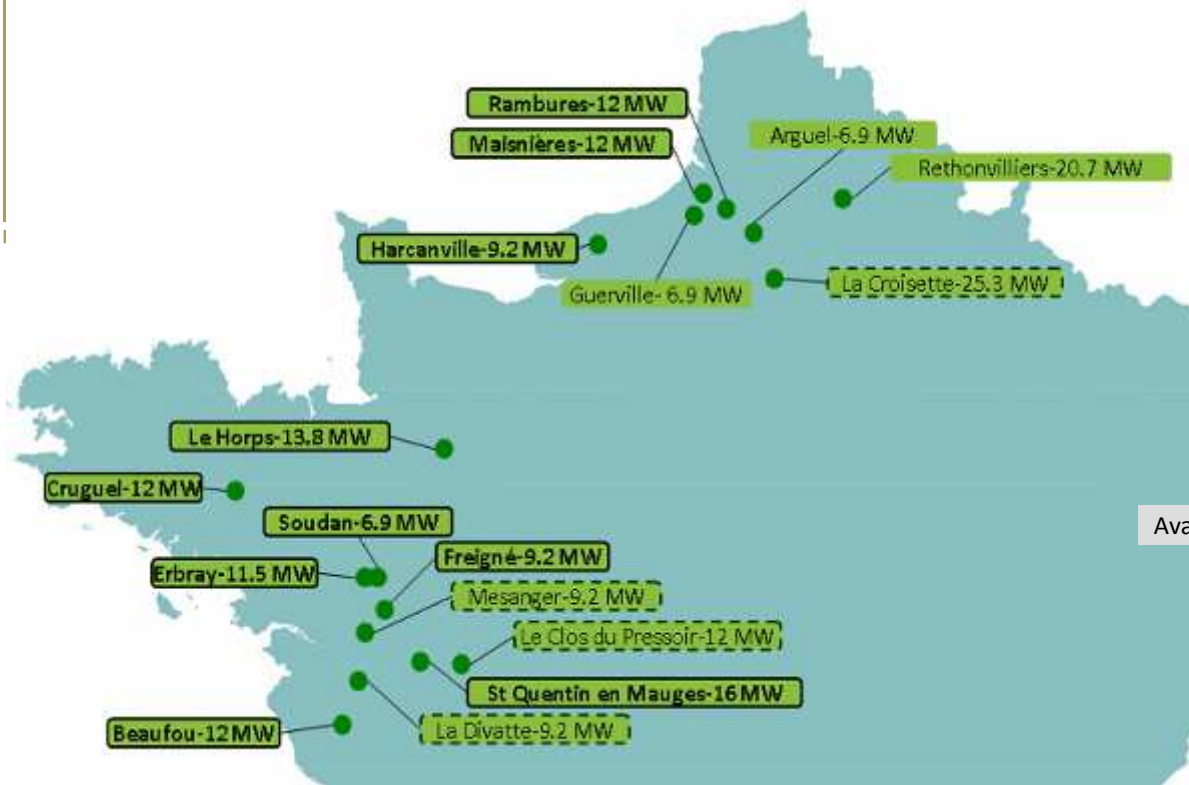 Rambures-12 MW
Maisnières-12 MW
Arguel-6.9 MW
Rethonvilliers-20.7 MW
Harcanville-9.2 MW
Guerville- 6.9 MW
La Croisette-25.3 MW
Le Horps-13.8 MW
Cruguel-12 MW
Soudan-6.9 MW
Freigné-9.2 MW
Erbray-11.5 MW
Mesanger-9.2 MW
Le Clos du Pressoir-12 MW
St Quentin en Mauges-16 MW
Beaufou-12 MW
La Divatte-9.2 MW